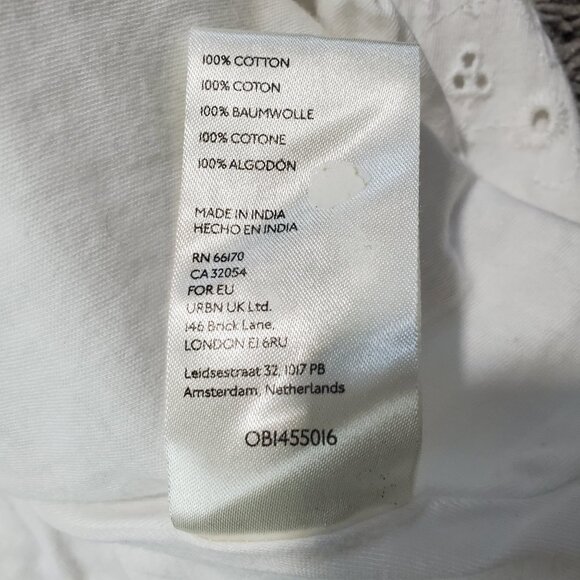 100% COTTON
100% COTON
100% BAUMWOLLE
100% COTONE
100% ALGODÓN
MADE IN INDIA
HECHO EN INDIA
RN 66170
CA 32054
FOR EU
URBN UK Ltd.
146 Brick Lane,
LONDON E1 6RU
Leidsestraat 32, 1017 PB
Amsterdam, Netherlands
OB1455016